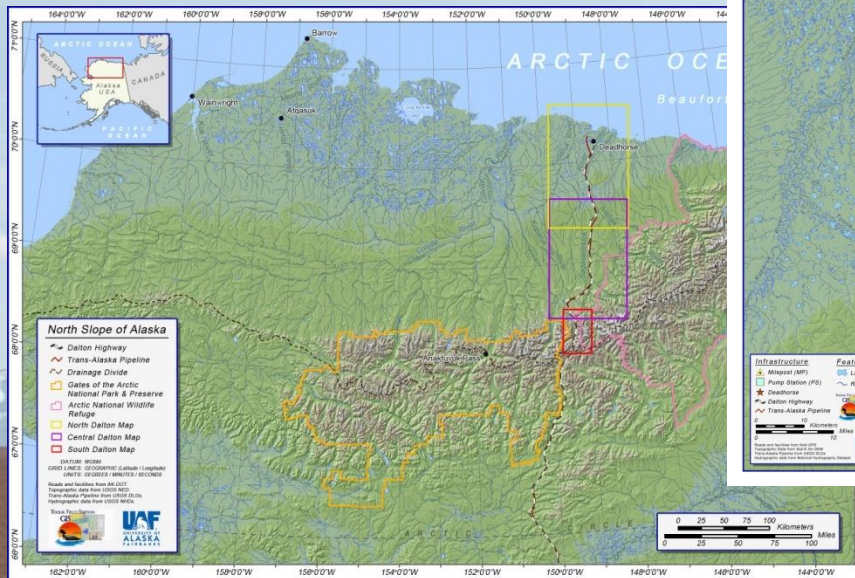 164°0'0"W 162°0'0"W 160°0'0"W 158°0'0"W 156°0'0"W 154°0'0"W 152°0'0"W 150°0'0"W 148°0'0"W 146°0'0"W
71°0'0"N
70°0'0"N
69°0'0"N
68°0'0"N
67°0'0"N
66°0'0"N
ARCTIC OCEAN
RUSSIA
CANADA
Alaska
USA
PACIFIC
OCEAN
Barrow
Wainwright
Atqasuk
ARCTIC OCE
Beaufor
Deadhorse
Anaktuvuk Pass
ARCTIC
North Slope of Alaska
Dalton Highway
Trans-Alaska Pipeline
Drainage Divide
Gates of the Arctic
National Park & Preserve
Arctic National Wildlife
Refuge
North Dalton Map
Central Dalton Map
South Dalton Map
DATUM: WGS84
GRID LINES: GEOGRAPHIC (Latitude / Longitude)
UNITS: DEGREES / MINUTES / SECONDS
Roads and facilities from AK-DOT.
Topographic data from USGS NED.
Trans-Alaska Pipeline from USGS DLGs.
Hydrographic data from USGS NHDs.
TOOLIK FIELD STATION
GIS
UAF
UNIVERSITY OF
ALASKA
FAIRBANKS
0 25 50 75 100
Kilometers
Miles
0 25 50 75 100
162°0'0"W 160°0'0"W 158°0'0"W 156°0'0"W 154°0'0"W 152°0'0"W 150°0'0"W 148°0'0"W 146°0'0"W 144°0'0"W
Infrastructure
Milepost (MP)
Pump Station (PS)
Deadhorse
Dalton Highway
Trans-Alaska Pipeline
0 10
Kilometers
Miles
0 10
Featu